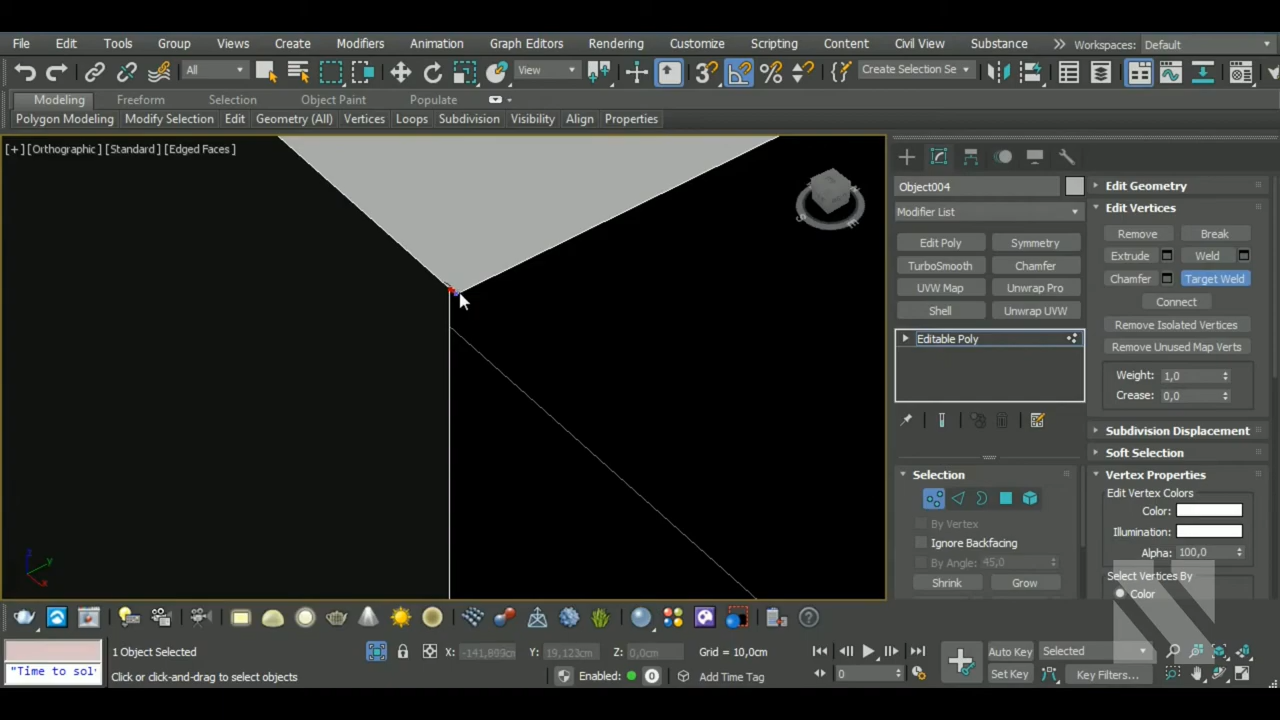 File Edit Tools Group Views Create Modifiers Animation Graph Editors Rendering Customize Scripting Content Civil View Substance Workspaces: Default
All View Create Selection Se
Modeling Freeform Selection Object Paint Populate
Polygon Modeling Modify Selection Edit Geometry (All) Vertices Loops Subdivision Visibility Align Properties
[+] [Orthographic] [Standard] [Edged Faces]
Object004
Modifier List
Edit Poly Symmetry
TurboSmooth Chamfer
UVW Map Unwrap Pro
Shell Unwrap UVW
Editable Poly
Selection
By Vertex
Ignore Backfacing
By Angle: 45,0
Shrink Grow
Edit Geometry
Edit Vertices
Remove Break
Extrude Weld
Chamfer Target Weld
Connect
Remove Isolated Vertices
Remove Unused Map Verts
Weight: 1,0
Crease: 0,0
Subdivision Displacement
Soft Selection
Vertex Properties
Edit Vertex Colors
Color:
Illumination:
Alpha: 100,0
Select Vertices By
Color
"Time to sol
1 Object Selected X: -141,899cm Y: 19,123cm Z: 0,0cm Grid = 10,0cm Auto Key Selected
Click or click-and-drag to select objects Enabled: 0 Add Time Tag 0 Set Key Key Filters...